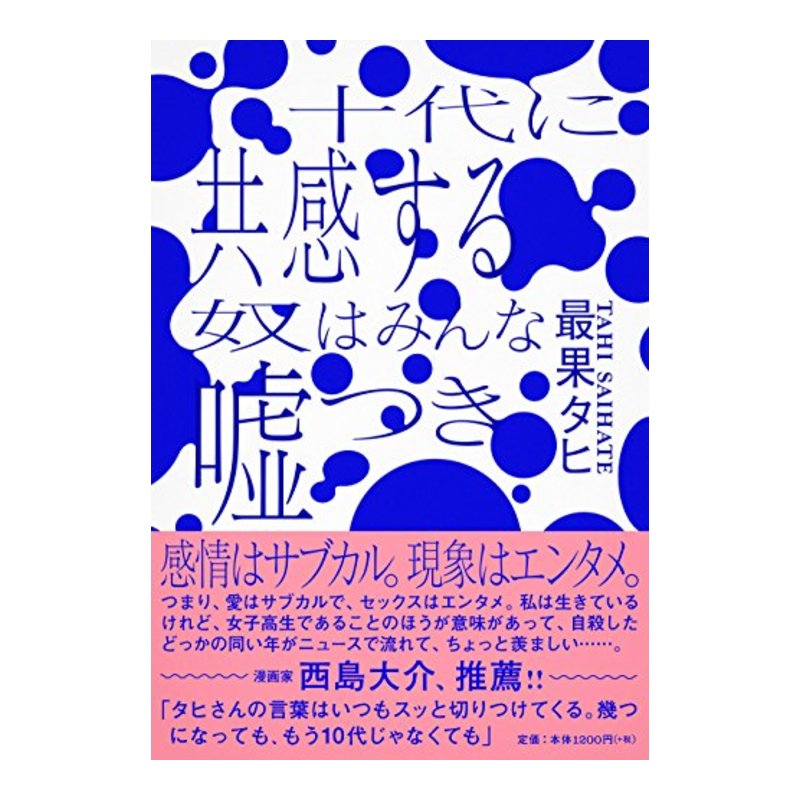 十代に
共感する
奴はみんな
嘘つき
最果タヒ
TAHI SAIHATE
感情はサブカル。現象はエンタメ。
つまり、愛はサブカルで、セックスはエンタメ。私は生きている
けれど、女子高生であることのほうが意味があって、自殺した
どっかの同い年がニュースで流れて、ちょっと羨ましい……。
漫画家 西島大介、推薦!!
「タヒさんの言葉はいつもスッと切りつけてくる。幾つ
になっても、もう10代じゃなくても」
定価:本体1200円(+税)